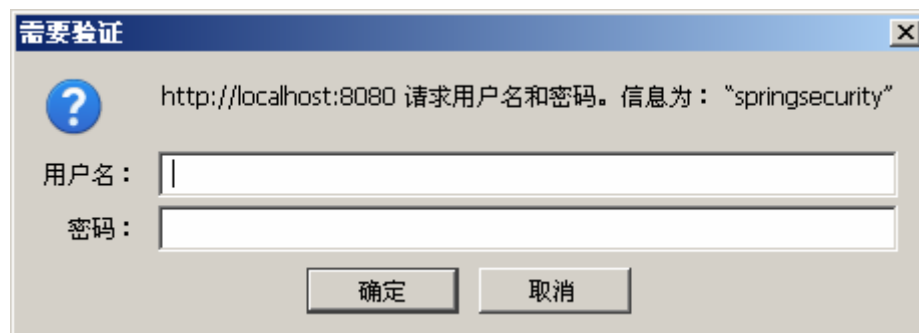 需要验证
http://localhost:8080 请求用户名和密码。信息为：“springsecurity”
用户名：
密码：
确定 取消